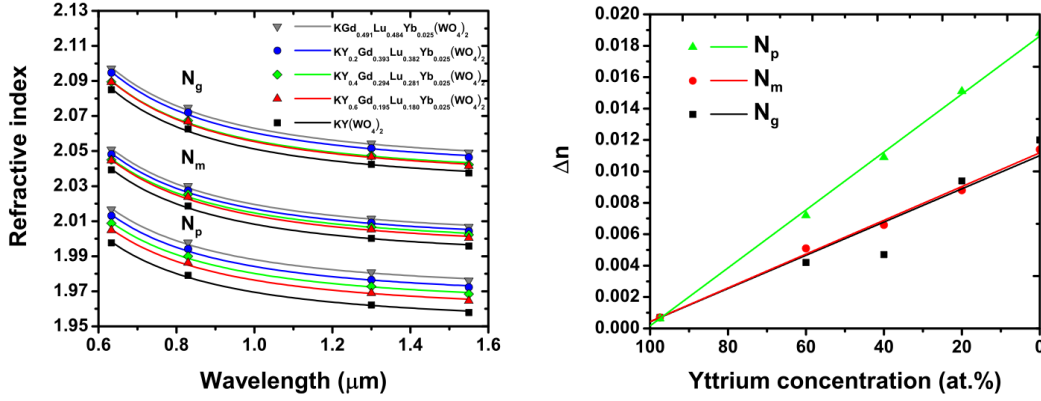 2.13
2.11
2.09
2.07
2.05
2.03
2.01
1.99
1.97
1.95
0.6 0.8 1.0 1.2 1.4 1.6
Refractive index
Wavelength (μm)
KGd0.491Lu0.484Yb0.025(WO4)2
KY0.2Gd0.393Lu0.382Yb0.025(WO4)2
KY0.4Gd0.294Lu0.281Yb0.025(WO4)2
KY0.6Gd0.195Lu0.180Yb0.025(WO4)2
KY(WO4)2
Ng
Nm
Np
0.020
0.018
0.016
0.014
0.012
0.010
0.008
0.006
0.004
0.002
0.000
100 80 60 40 20 0
Δn
Yttrium concentration (at.%)
Np
Nm
Ng